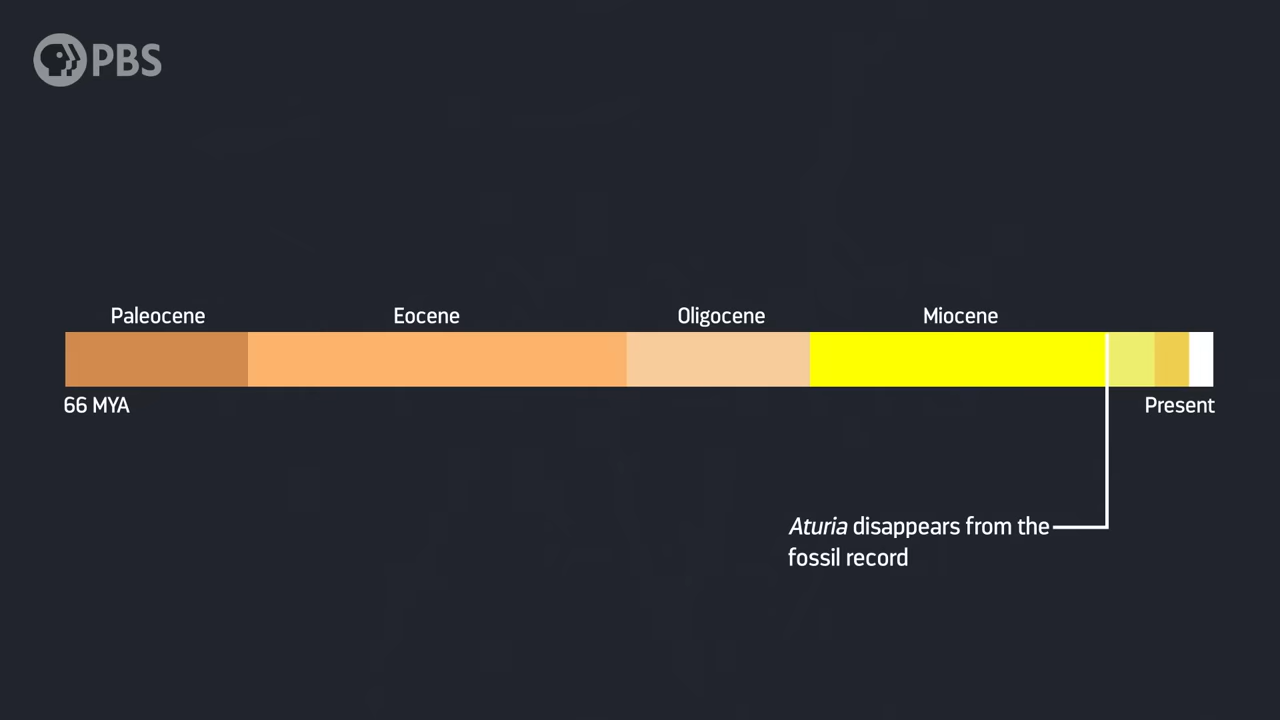 PBS
Paleocene
Eocene
Oligocene
Miocene
66 MYA
Present
Aturia disappears from the
fossil record